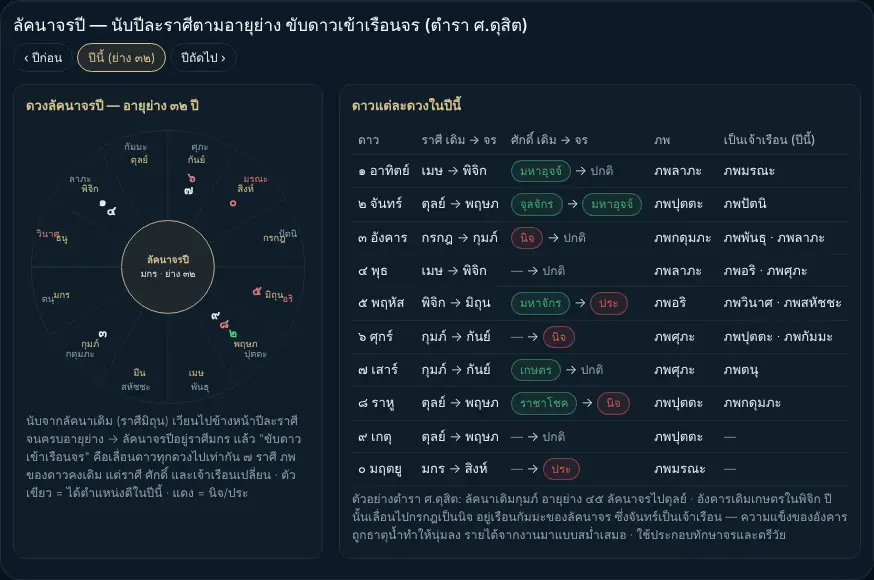 ลัคนาจรปี — นับปีละราศีตามอายุย่าง ขับดาวเข้าเรือนจร (ตำรา ศ.ดุสิต)
‹ ปีก่อน
ปีนี้ (ย่าง ๓๒)
ปีถัดไป ›
ดวงลัคนาจรปี — อายุย่าง ๓๒ ปี
กัมมะ
ตุลย์
ศุภะ
กันย์
๖
๗
มรณะ
สิงห์
๐
ลาภะ
พิจิก
๑
๔
วินาศ
ธนู
กรกฎ
ปัตนิ
ลัคนาจรปี
มกร · ย่าง ๓๒
ตนุ
มกร
๕
มิถุน
อริ
๓
กุมภ์
กดุมภะ
๙
๘
๒
พฤษภ
ปุตตะ
มีน
สหัชชะ
เมษ
พันธุ
นับจากลัคนาเดิม (ราศีมิถุน) เวียนไปข้างหน้าปีละราศี
จนครบอายุย่าง → ลัคนาจรปีอยู่ราศีมกร แล้ว "ขับดาว
เข้าเรือนจร" คือเลื่อนดาวทุกดวงไปเท่ากัน ๗ ราศี ภพ
ของดาวคงเดิม แต่ราศี ศักดิ์ และเจ้าเรือนเปลี่ยน · ตัว
เขียว = ได้ตำแหน่งดีในปีนี้ · แดง = นิจ/ประ
ดาวแต่ละดวงในปีนี้
ดาว ราศี เดิม → จร ศักดิ์ เดิม → จร ภพ เป็นเจ้าเรือน (ปีนี้)
๑ อาทิตย์ เมษ → พิจิก มหาอุจจ์ → ปกติ ภพลาภะ ภพมรณะ
๒ จันทร์ ตุลย์ → พฤษภ จุลจักร → มหาอุจจ์ ภพปุตตะ ภพปัตนิ
๓ อังคาร กรกฎ → กุมภ์ นิจ → ปกติ ภพกดุมภะ ภพพันธุ · ภพลาภะ
๔ พุธ เมษ → พิจิก — → ปกติ ภพลาภะ ภพอริ · ภพศุภะ
๕ พฤหัส พิจิก → มิถุน มหาจักร → ประ ภพอริ ภพวินาศ · ภพสหัชชะ
๖ ศุกร์ กุมภ์ → กันย์ — → นิจ ภพศุภะ ภพปุตตะ · ภพกัมมะ
๗ เสาร์ กุมภ์ → กันย์ เกษตร → ปกติ ภพศุภะ ภพตนุ
๘ ราหู ตุลย์ → พฤษภ ราชาโชค → นิจ ภพปุตตะ ภพกดุมภะ
๙ เกตุ ตุลย์ → พฤษภ — → ปกติ ภพปุตตะ —
๐ มฤตยู มกร → สิงห์ — → ประ ภพมรณะ —
ตัวอย่างตำรา ศ.ดุสิต: ลัคนาเดิมกุมภ์ อายุย่าง ๔๕ ลัคนาจรไปตุลย์ · อังคารเดิมเกษตรในพิจิก ปี
นั้นเลื่อนไปกรกฎเป็นนิจ อยู่เรือนกัมมะของลัคนาจร ซึ่งจันทร์เป็นเจ้าเรือน — ความแข็งของอังคาร
ถูกธาตุน้ำทำให้นุ่มลง รายได้จากงานมาแบบสม่ำเสมอ · ใช้ประกอบทักษาจรและตรีวัย